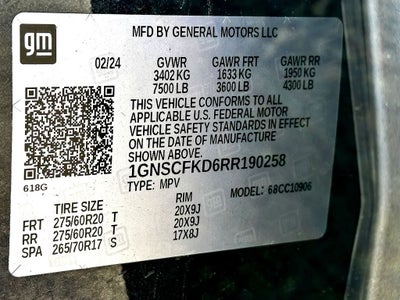 gm
MFD BY GENERAL MOTORS LLC
02/24 GVWR GAWR FRT GAWR RR
3402 KG 1633 KG 1950 KG
7500 LB 3600 LB 4300 LB
THIS VEHICLE CONFORMS TO ALL
APPLICABLE U.S. FEDERAL MOTOR
VEHICLE SAFETY STANDARDS IN EFFECT
ON THE DATE OF MANUFACTURE
SHOWN ABOVE.
1GNSCFKD6RR190258
618G
TYPE: MPV MODEL: 68CC10906
TIRE SIZE RIM
FRT 275/60R20 T 20X9J
RR 275/60R20 T 20X9J
SPA 265/70R17 S 17X8J